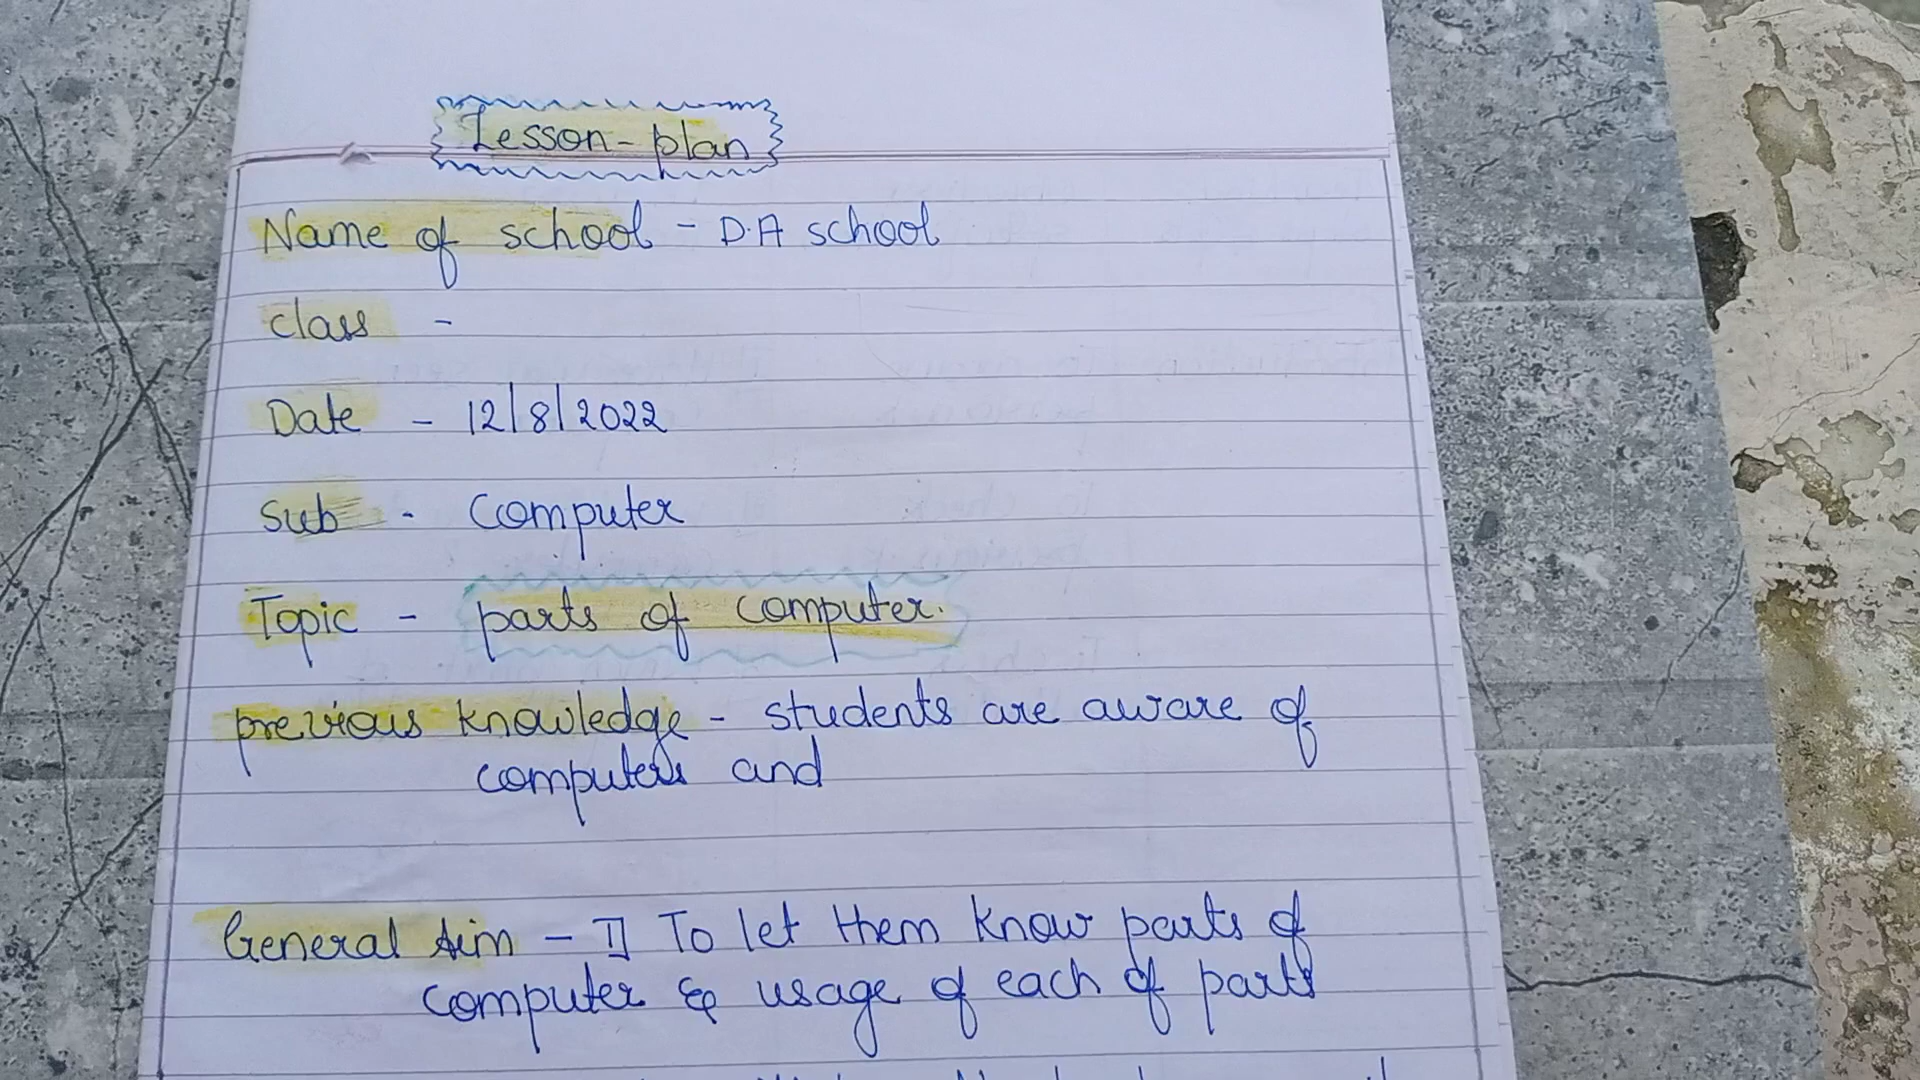 Lesson-plan
Name of school - D.A school
class -
Date - 12/8/2022
Sub - Computer
Topic - parts of computer.
previous knowledge - students are aware of
computers and
General Aim - I] To let them know parts of
computer & usage of each of parts